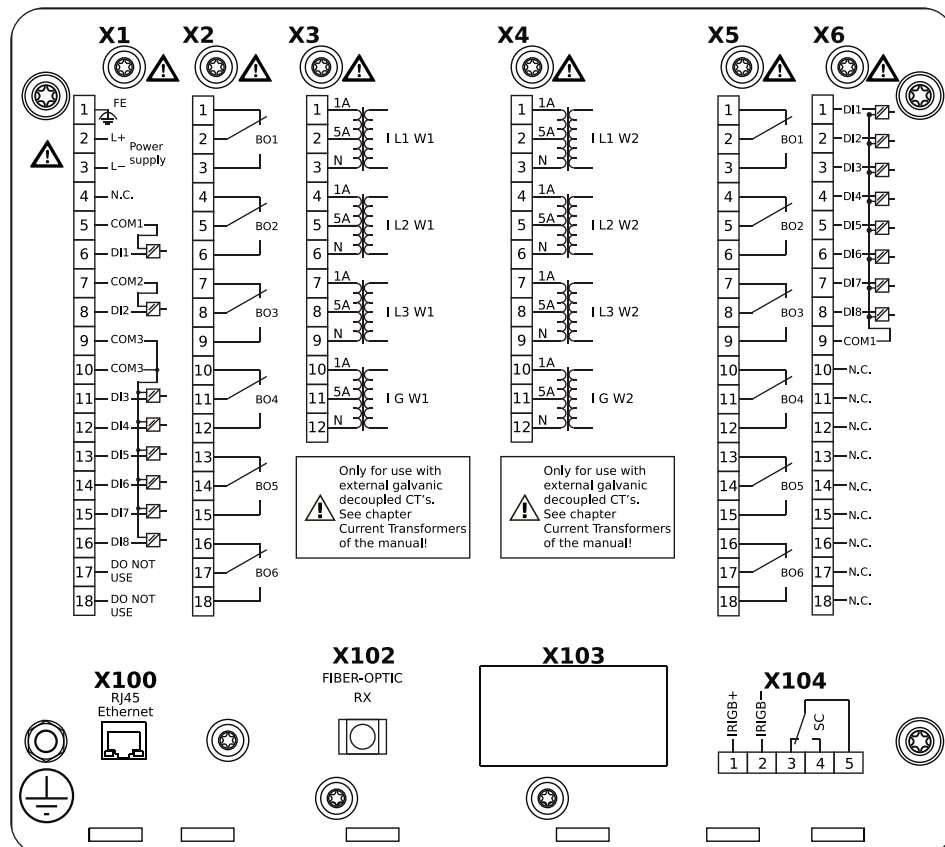 X1 X2 X3 X4 X5 X6
1 FE
2 L+
Power
supply
3 L−
4 N.C.
5 COM1
6 DI1
7 COM2
8 DI2
9 COM3
10 COM3
11 DI3
12 DI4
13 DI5
14 DI6
15 DI7
16 DI8
17 DO NOT
USE
18 DO NOT
USE
1
2 BO1
3
4
5 BO2
6
7
8 BO3
9
10
11 BO4
12
13
14 BO5
15
16
17 BO6
18
1 1A
2 5A I L1 W1
3 N
4 1A
5 5A I L2 W1
6 N
7 1A
8 5A I L3 W1
9 N
10 1A
11 5A I G W1
12 N
Only for use with
external galvanic
decoupled CT's.
See chapter
Current Transformers
of the manual!
1 1A
2 5A I L1 W2
3 N
4 1A
5 5A I L2 W2
6 N
7 1A
8 5A I L3 W2
9 N
10 1A
11 5A I G W2
12 N
Only for use with
external galvanic
decoupled CT's.
See chapter
Current Transformers
of the manual!
1
2 BO1
3
4
5 BO2
6
7
8 BO3
9
10
11 BO4
12
13
14 BO5
15
16
17 BO6
18
1 DI1
2 DI2
3 DI3
4 DI4
5 DI5
6 DI6
7 DI7
8 DI8
9 COM1
10 N.C.
11 N.C.
12 N.C.
13 N.C.
14 N.C.
15 N.C.
16 N.C.
17 N.C.
18 N.C.
X100
RJ45
Ethernet
X102
FIBER-OPTIC
RX
X103
X104
IRIGB+
IRIGB−
SC
1 2 3 4 5